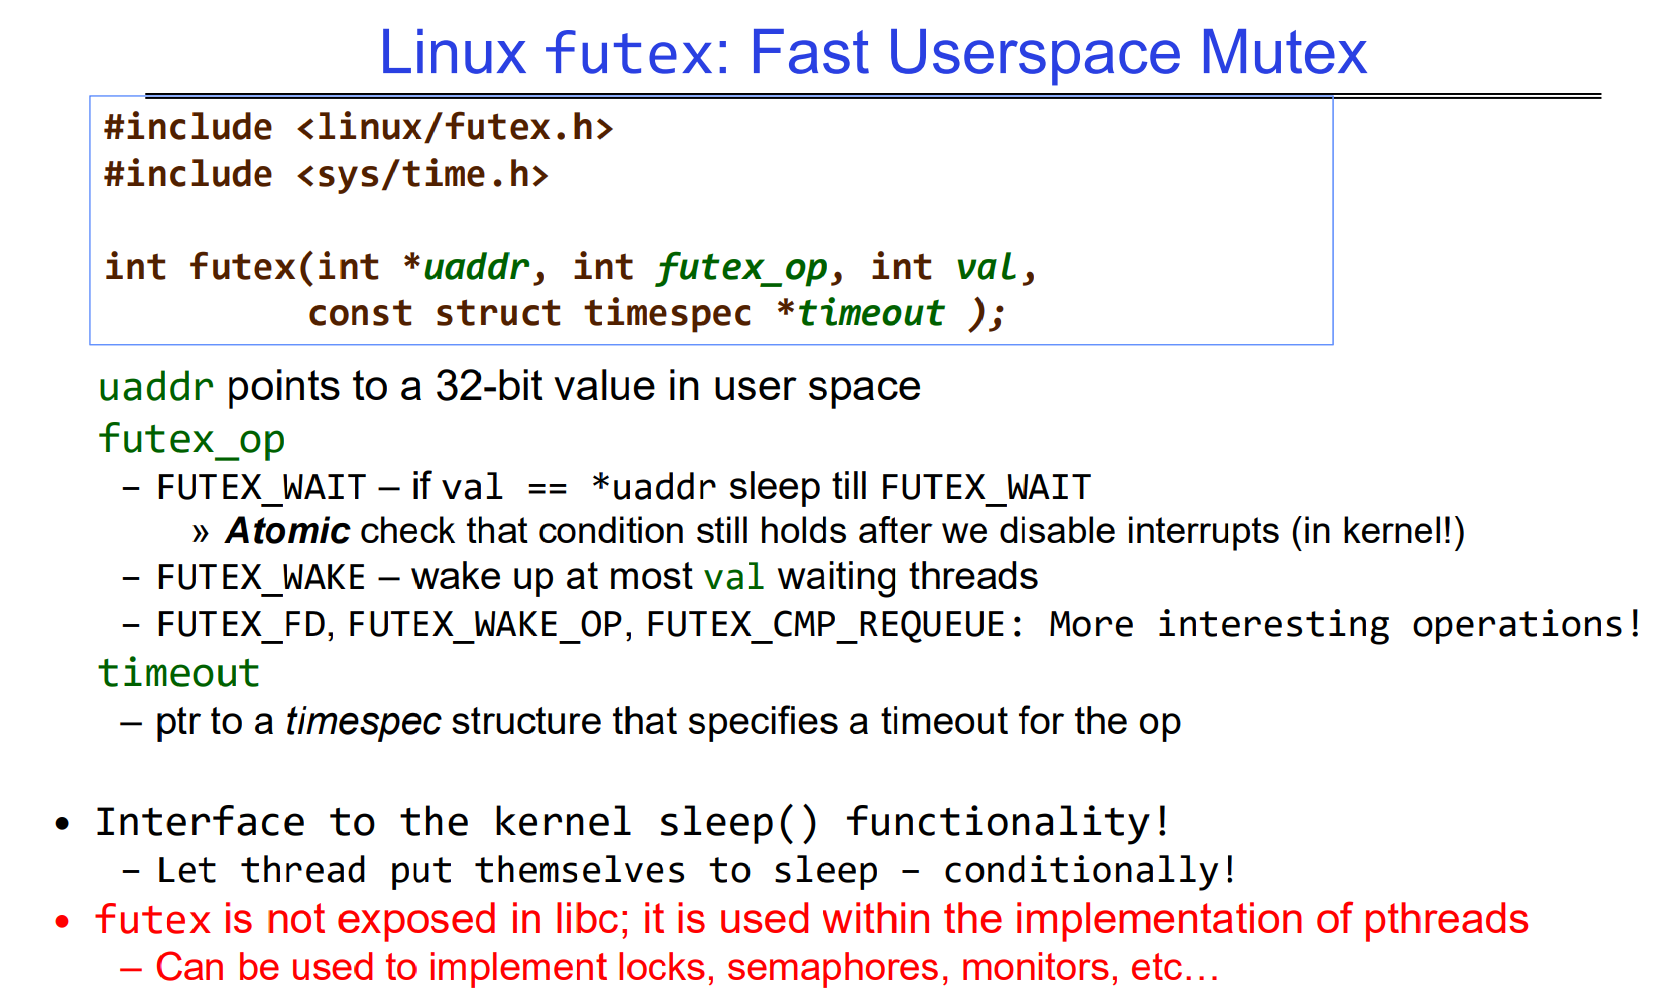 Linux futex: Fast Userspace Mutex
#include <linux/futex.h>
#include <sys/time.h>
int futex(int *uaddr, int futex_op, int val,
const struct timespec *timeout );
uaddr points to a 32-bit value in user space
futex_op
– FUTEX_WAIT – if val == *uaddr sleep till FUTEX_WAIT
» Atomic check that condition still holds after we disable interrupts (in kernel!)
– FUTEX_WAKE – wake up at most val waiting threads
– FUTEX_FD, FUTEX_WAKE_OP, FUTEX_CMP_REQUEUE: More interesting operations!
timeout
– ptr to a timespec structure that specifies a timeout for the op
• Interface to the kernel sleep() functionality!
– Let thread put themselves to sleep – conditionally!
• futex is not exposed in libc; it is used within the implementation of pthreads
– Can be used to implement locks, semaphores, monitors, etc…